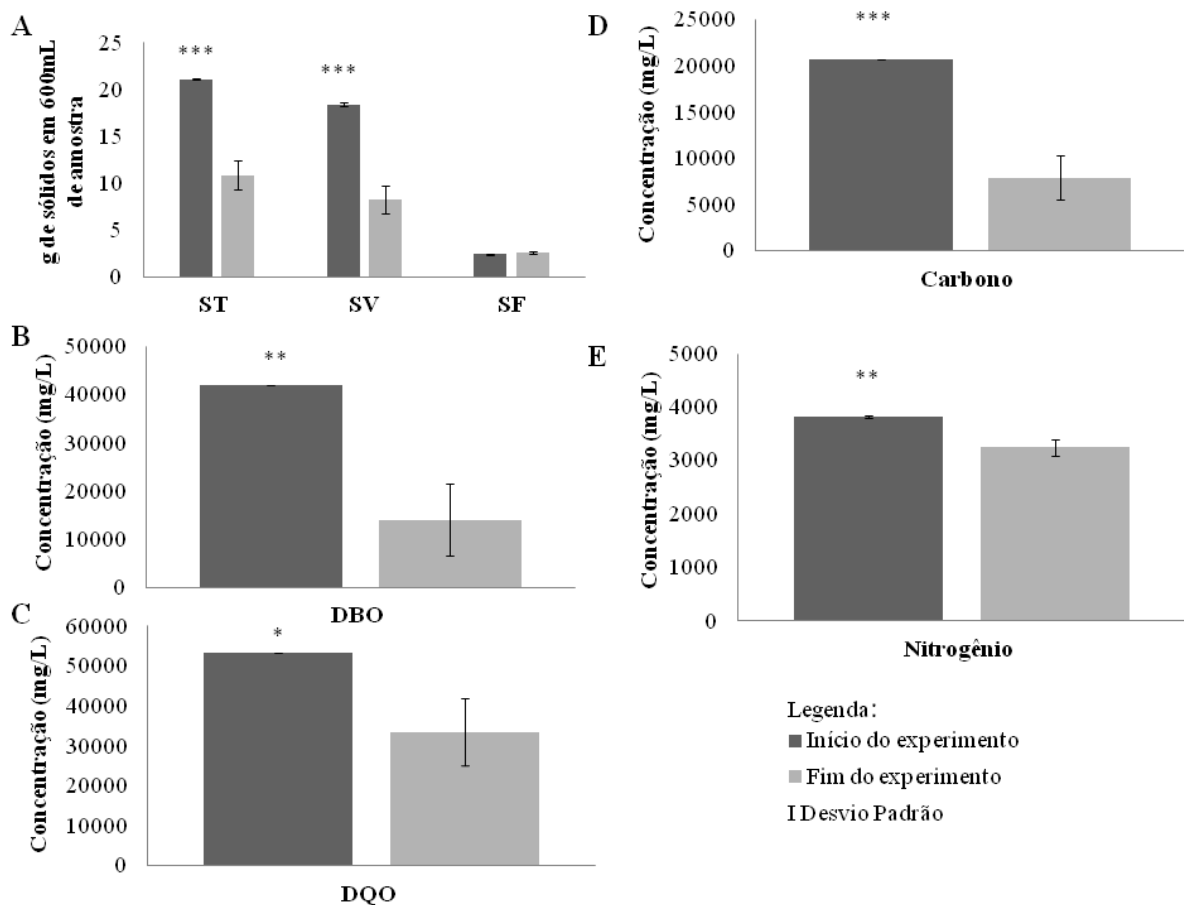 A
g de sólidos em 600mL
de amostra
25
20
15
10
5
0
***
***
ST
SV
SF
B
Concentração (mg/L)
50000
40000
30000
20000
10000
0
**
DBO
C
Concentração (mg/L)
60000
50000
40000
30000
20000
10000
0
*
DQO
D
Concentração (mg/L)
25000
20000
15000
10000
5000
0
***
Carbono
E
Concentração (mg/L)
5000
4000
3000
2000
1000
0
**
Nitrogênio
Legenda:
Início do experimento
Fim do experimento
I Desvio Padrão